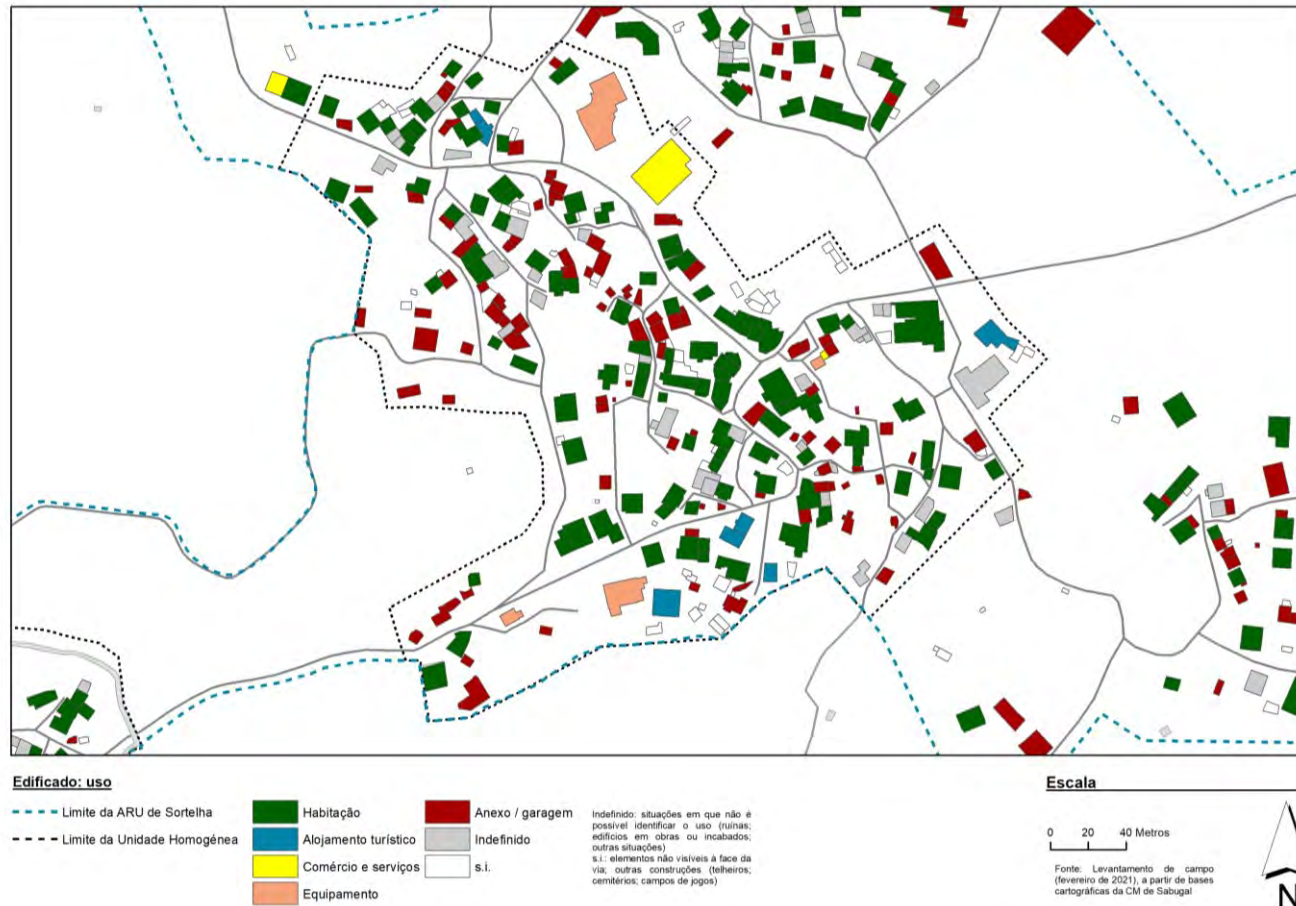 Edificado: uso
Limite da ARU de Sortelha
Limite da Unidade Homogénea
Habitação
Alojamento turístico
Comércio e serviços
Equipamento
Anexo / garagem
Indefinido
s.i.
Indefinido: situações em que não é
possível identificar o uso (ruínas;
edifícios em obras ou incabados;
outras situações)
s.i.: elementos não visíveis à face da
via; outras construções (telheiros;
cemitérios; campos de jogos)
Escala
0 20 40 Metros
Fonte: Levantamento de campo
(fevereiro de 2021), a partir de bases
cartográficas da CM de Sabugal
N